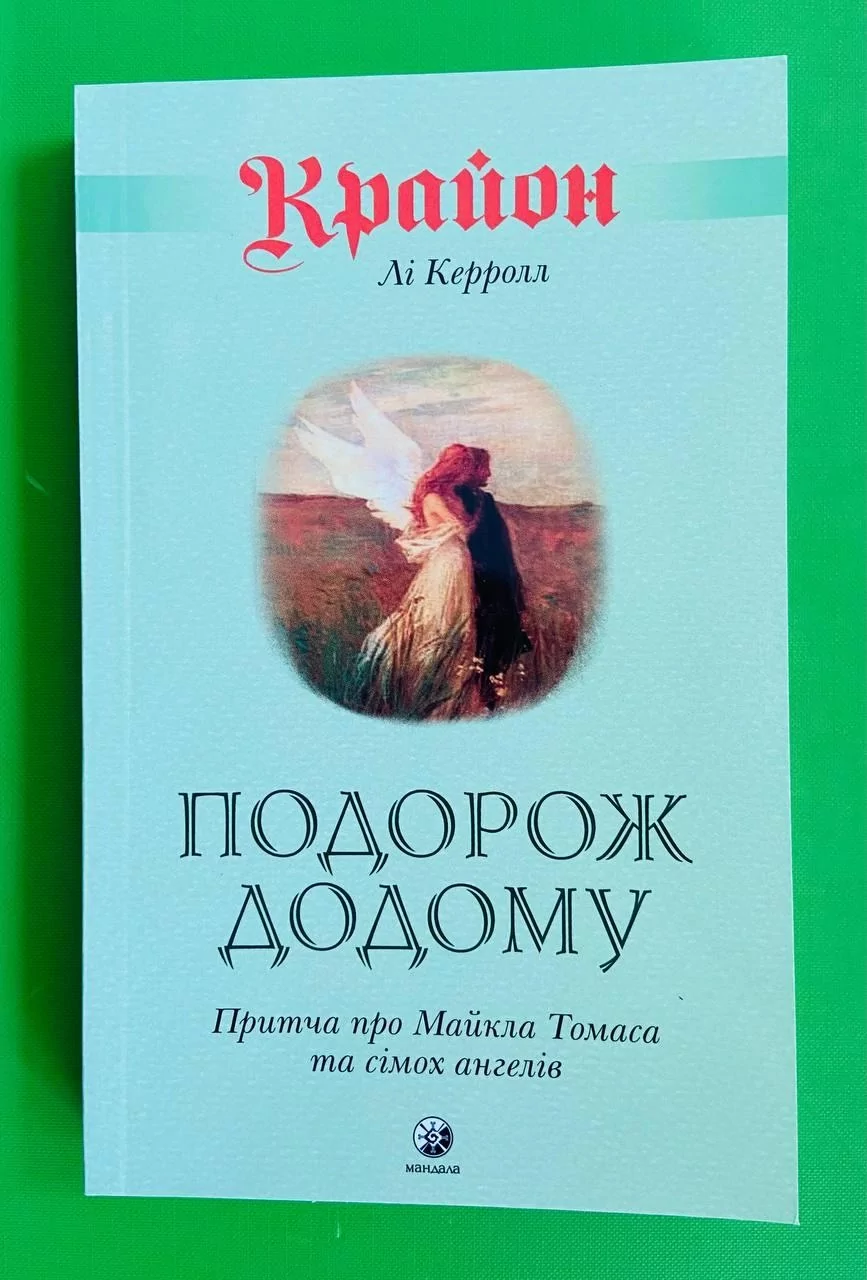 Крайон
Лі Керролл
ПОДОРОЖ
ДОДОМУ
Притча про Майкла Томаса
та сімох ангелів
мандала